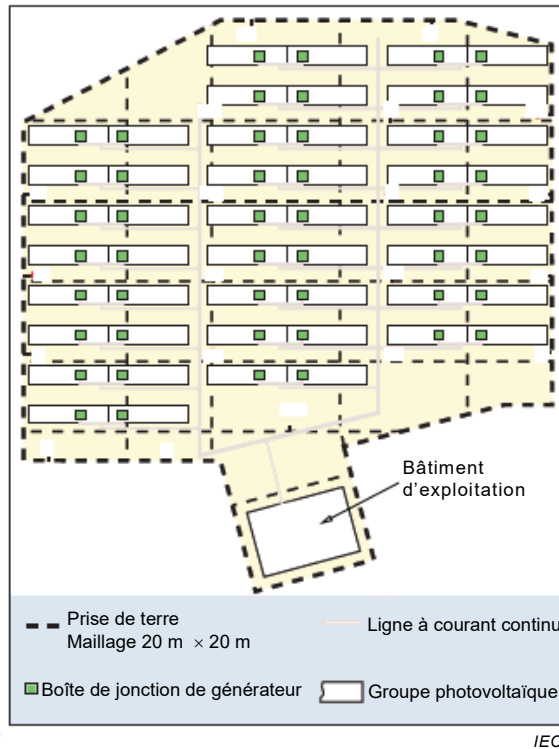 Bâtiment
d'exploitation
Prise de terre
Maillage 20 m × 20 m
Ligne à courant continu
Boîte de jonction de générateur
Groupe photovoltaïque
IEC